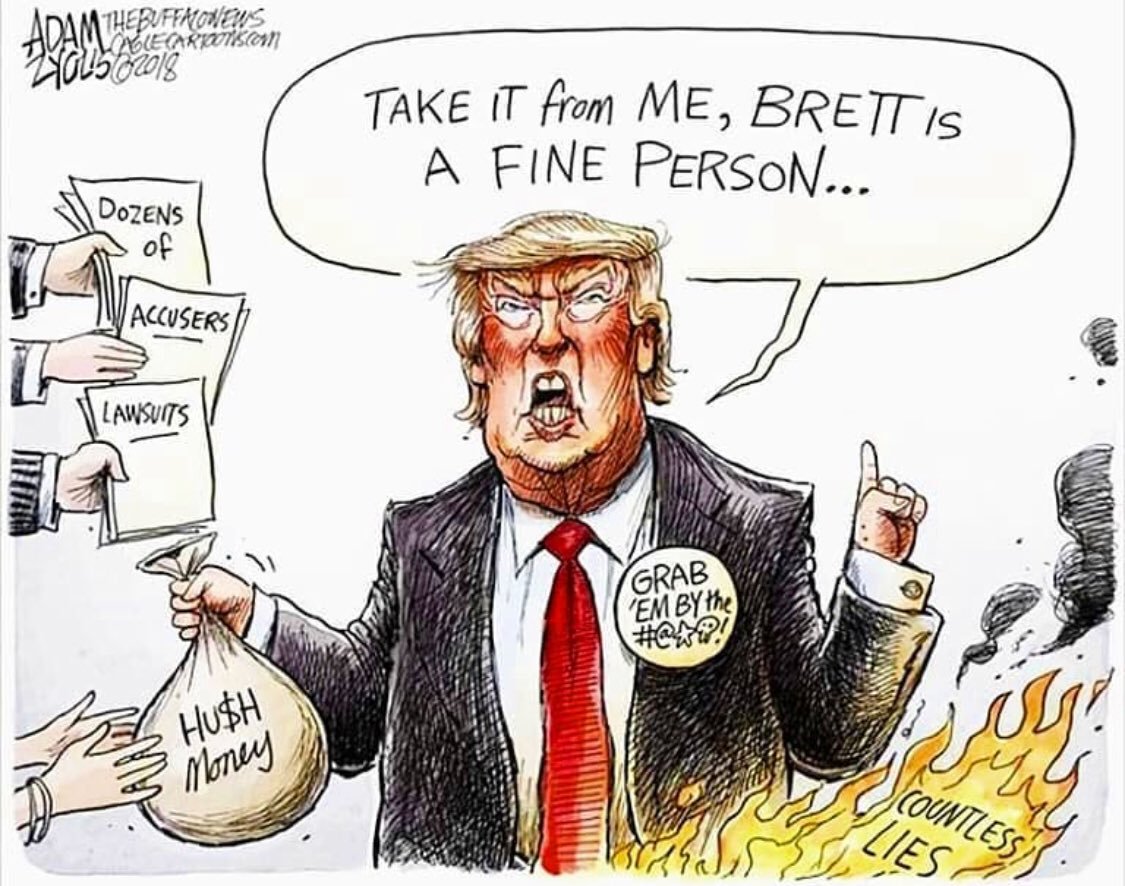 ADAM THEBUFFALONEWS
CAGLECARTOONS.COM
ZYGLIS ©2018
TAKE IT from ME, BRETT IS
A FINE PERSON...
DOZENS
of
ACCUSERS
LAWSUITS
GRAB
'EM BY the
#@☆☠!
HU$H
Money
COUNTLESS
LIES